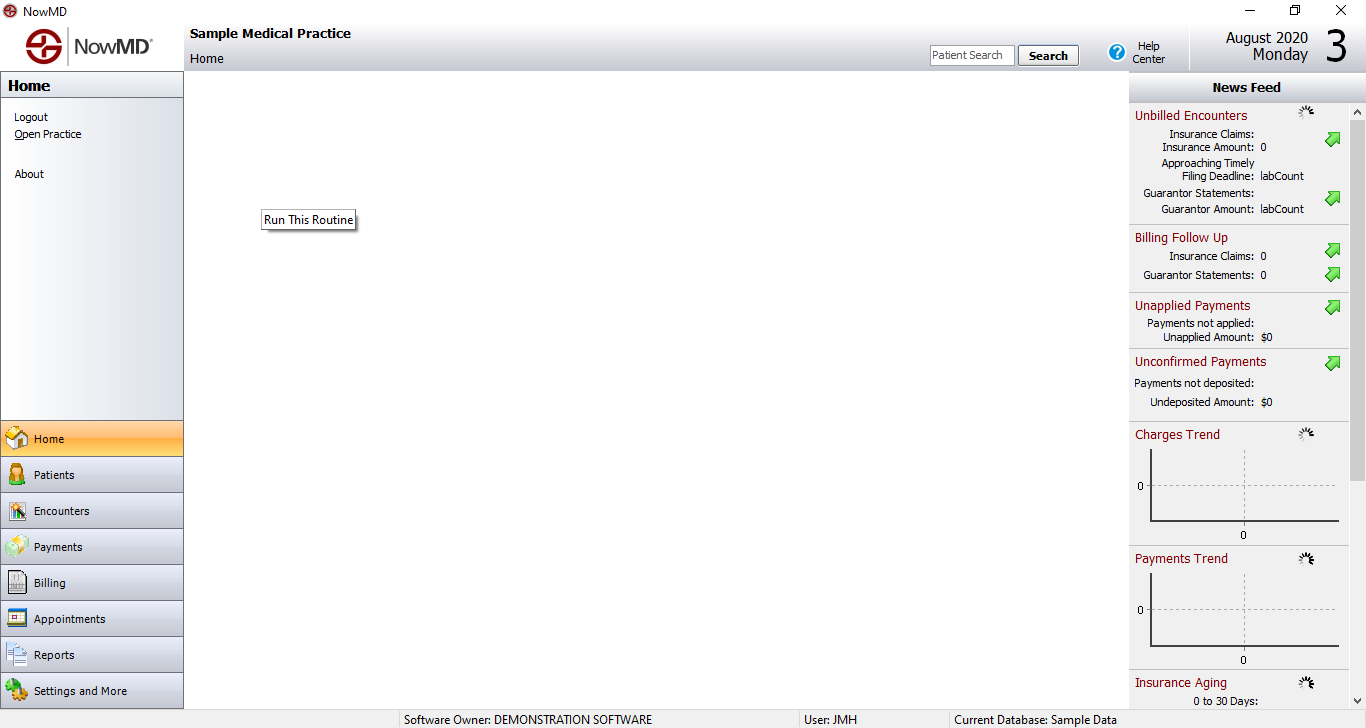 NowMD
NowMD®
Sample Medical Practice
Home
Patient Search
Search
? Help
Center
August 2020
Monday
3
Home
Logout
Open Practice
About
Run This Routine
Home
Patients
Encounters
Payments
Billing
Appointments
Reports
Settings and More
News Feed
Unbilled Encounters
Insurance Claims:
Insurance Amount: 0
Approaching Timely
Filing Deadline: labCount
Guarantor Statements:
Guarantor Amount: labCount
Billing Follow Up
Insurance Claims: 0
Guarantor Statements: 0
Unapplied Payments
Payments not applied:
Unapplied Amount: $0
Unconfirmed Payments
Payments not deposited:
Undeposited Amount: $0
Charges Trend
0
0
Payments Trend
0
0
Insurance Aging
0 to 30 Days:
Software Owner: DEMONSTRATION SOFTWARE
User: JMH
Current Database: Sample Data